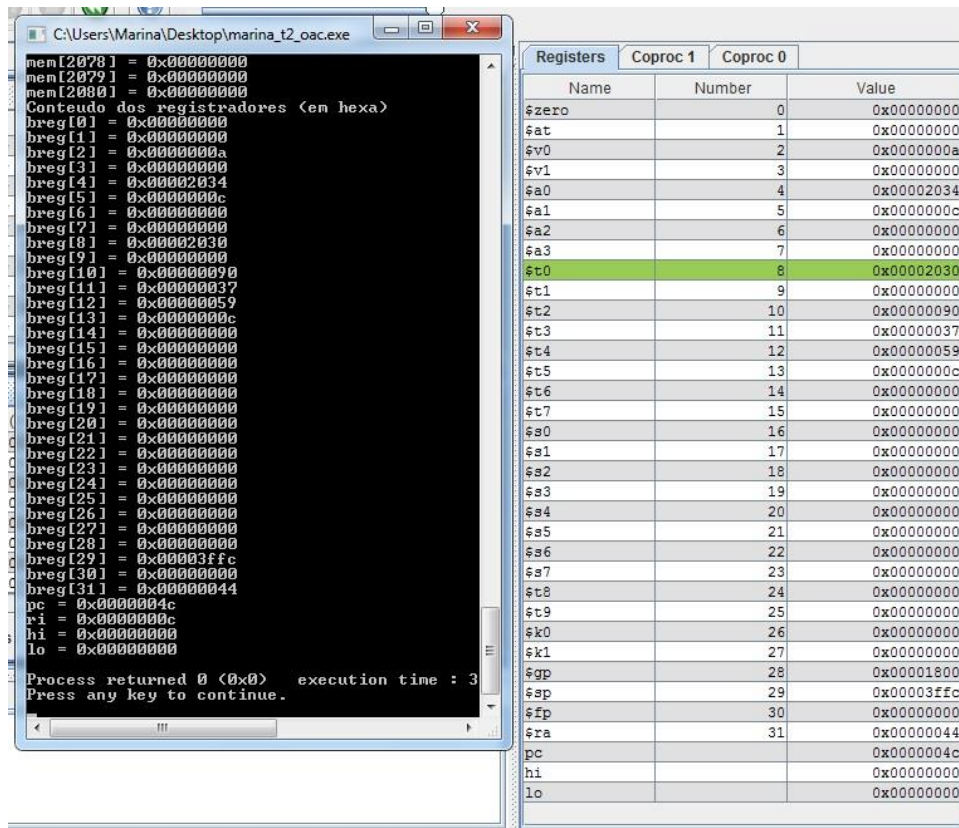 C:\Users\Marina\Desktop\marina_t2_oac.exe
mem[2078] = 0x00000000
mem[2079] = 0x00000000
mem[2080] = 0x00000000
Conteudo dos registradores (em hexa)
breg[0] = 0x00000000
breg[1] = 0x00000000
breg[2] = 0x0000000a
breg[3] = 0x00000000
breg[4] = 0x00002034
breg[5] = 0x0000000c
breg[6] = 0x00000000
breg[7] = 0x00000000
breg[8] = 0x00002030
breg[9] = 0x00000000
breg[10] = 0x00000090
breg[11] = 0x00000037
breg[12] = 0x00000059
breg[13] = 0x0000000c
breg[14] = 0x00000000
breg[15] = 0x00000000
breg[16] = 0x00000000
breg[17] = 0x00000000
breg[18] = 0x00000000
breg[19] = 0x00000000
breg[20] = 0x00000000
breg[21] = 0x00000000
breg[22] = 0x00000000
breg[23] = 0x00000000
breg[24] = 0x00000000
breg[25] = 0x00000000
breg[26] = 0x00000000
breg[27] = 0x00000000
breg[28] = 0x00000000
breg[29] = 0x00003ffc
breg[30] = 0x00000000
breg[31] = 0x00000044
pc = 0x0000004c
ri = 0x0000000c
hi = 0x00000000
lo = 0x00000000
Process returned 0 (0x0) execution time : 3
Press any key to continue.
Registers Coproc 1 Coproc 0
Name Number Value
$zero 0 0x00000000
$at 1 0x00000000
$v0 2 0x0000000a
$v1 3 0x00000000
$a0 4 0x00002034
$a1 5 0x0000000c
$a2 6 0x00000000
$a3 7 0x00000000
$t0 8 0x00002030
$t1 9 0x00000000
$t2 10 0x00000090
$t3 11 0x00000037
$t4 12 0x00000059
$t5 13 0x0000000c
$t6 14 0x00000000
$t7 15 0x00000000
$s0 16 0x00000000
$s1 17 0x00000000
$s2 18 0x00000000
$s3 19 0x00000000
$s4 20 0x00000000
$s5 21 0x00000000
$s6 22 0x00000000
$s7 23 0x00000000
$t8 24 0x00000000
$t9 25 0x00000000
$k0 26 0x00000000
$k1 27 0x00000000
$gp 28 0x00001800
$sp 29 0x00003ffc
$fp 30 0x00000000
$ra 31 0x00000044
pc 0x0000004c
hi 0x00000000
lo 0x00000000